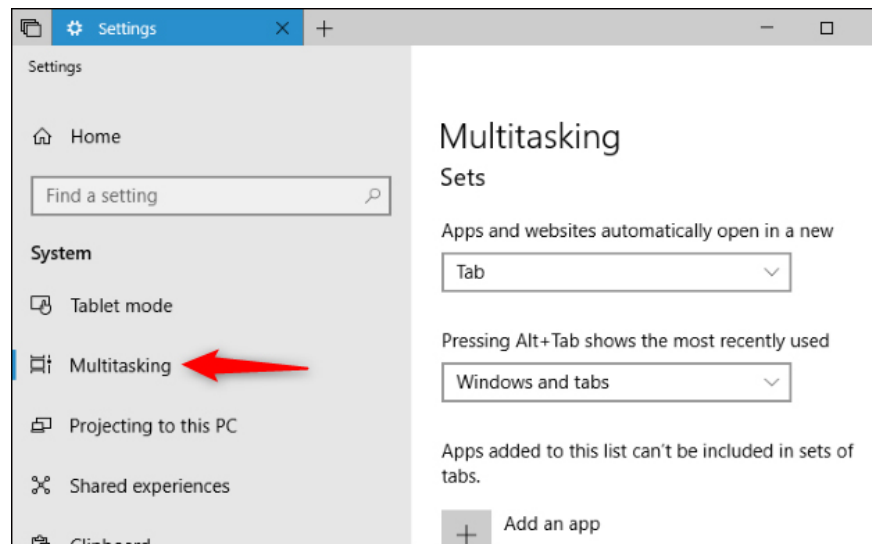 Settings
Settings
Home
Find a setting
System
Tablet mode
Multitasking
Projecting to this PC
Shared experiences
Clipboard
Multitasking
Sets
Apps and websites automatically open in a new
Tab
Pressing Alt+Tab shows the most recently used
Windows and tabs
Apps added to this list can't be included in sets of
tabs.
Add an app